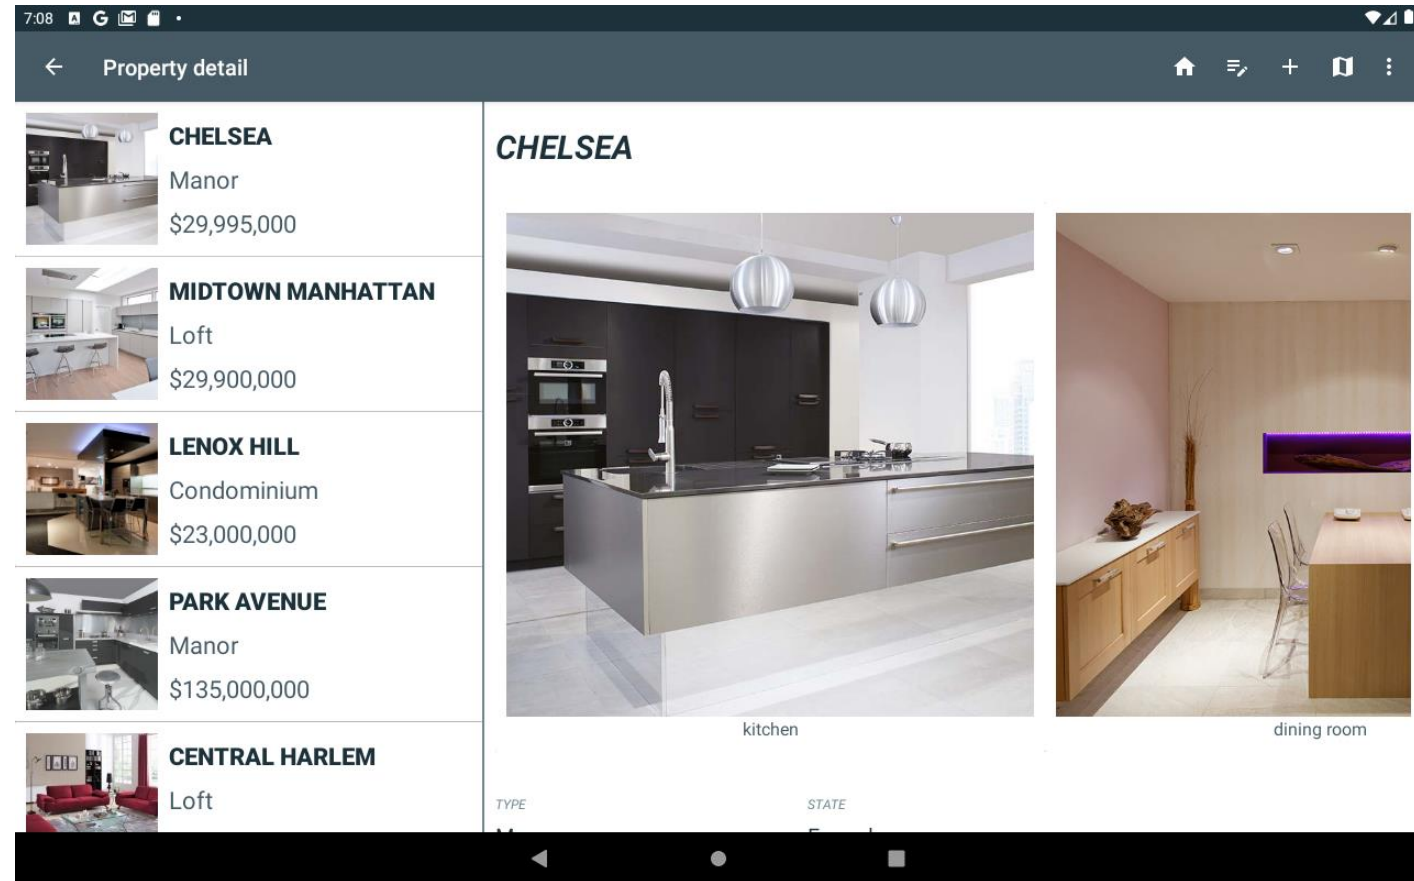 7:08
Property detail
CHELSEA
Manor
$29,995,000
MIDTOWN MANHATTAN
Loft
$29,900,000
LENOX HILL
Condominium
$23,000,000
PARK AVENUE
Manor
$135,000,000
CENTRAL HARLEM
Loft
CHELSEA
kitchen
dining room
TYPE
STATE